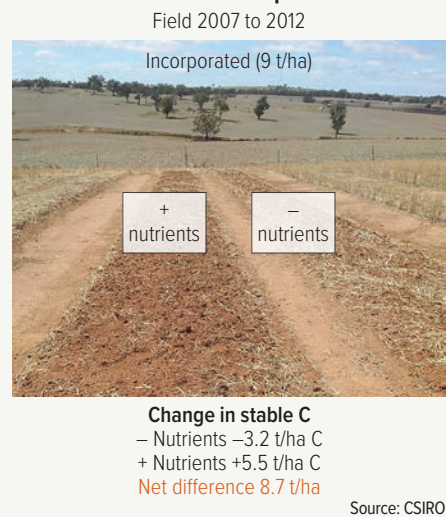 Field 2007 to 2012
Incorporated (9 t/ha)
+
nutrients
–
nutrients
Change in stable C
– Nutrients –3.2 t/ha C
+ Nutrients +5.5 t/ha C
Net difference 8.7 t/ha
Source: CSIRO